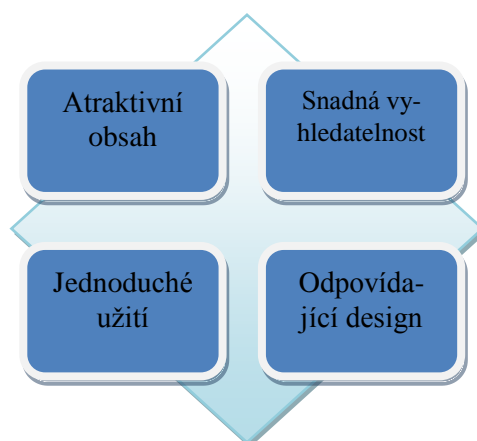 Atraktivní
obsah
Snadná vy-
hledatelnost
Jednoduché
užití
Odpovída-
jící design